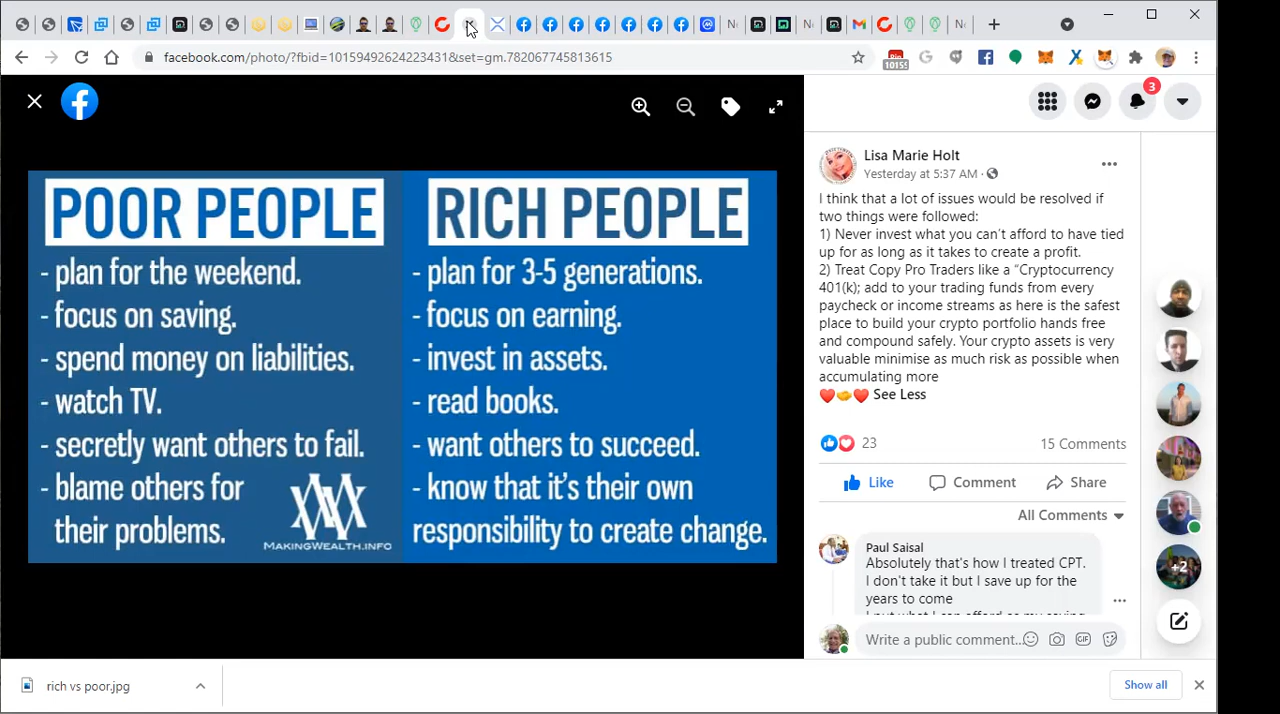 facebook.com/photo/?fbid=10159492624223431&set=gm.782067745813615
1015!
3
POOR PEOPLE
- plan for the weekend.
- focus on saving.
- spend money on liabilities.
- watch TV.
- secretly want others to fail.
- blame others for
their problems.
MAKINGWEALTH.INFO
RICH PEOPLE
- plan for 3-5 generations.
- focus on earning.
- invest in assets.
- read books.
- want others to succeed.
- know that it's their own
responsibility to create change.
Lisa Marie Holt
Yesterday at 5:37 AM ·
I think that a lot of issues would be resolved if
two things were followed:
1) Never invest what you can't afford to have tied
up for as long as it takes to create a profit.
2) Treat Copy Pro Traders like a "Cryptocurrency
401(k); add to your trading funds from every
paycheck or income streams as here is the safest
place to build your crypto portfolio hands free
and compound safely. Your crypto assets is very
valuable minimise as much risk as possible when
accumulating more
See Less
23
15 Comments
Like
Comment
Share
All Comments
Paul Saisal
Absolutely that's how I treated CPT.
I don't take it but I save up for the
years to come
Write a public comment...
GIF
+2
rich vs poor.jpg
Show all